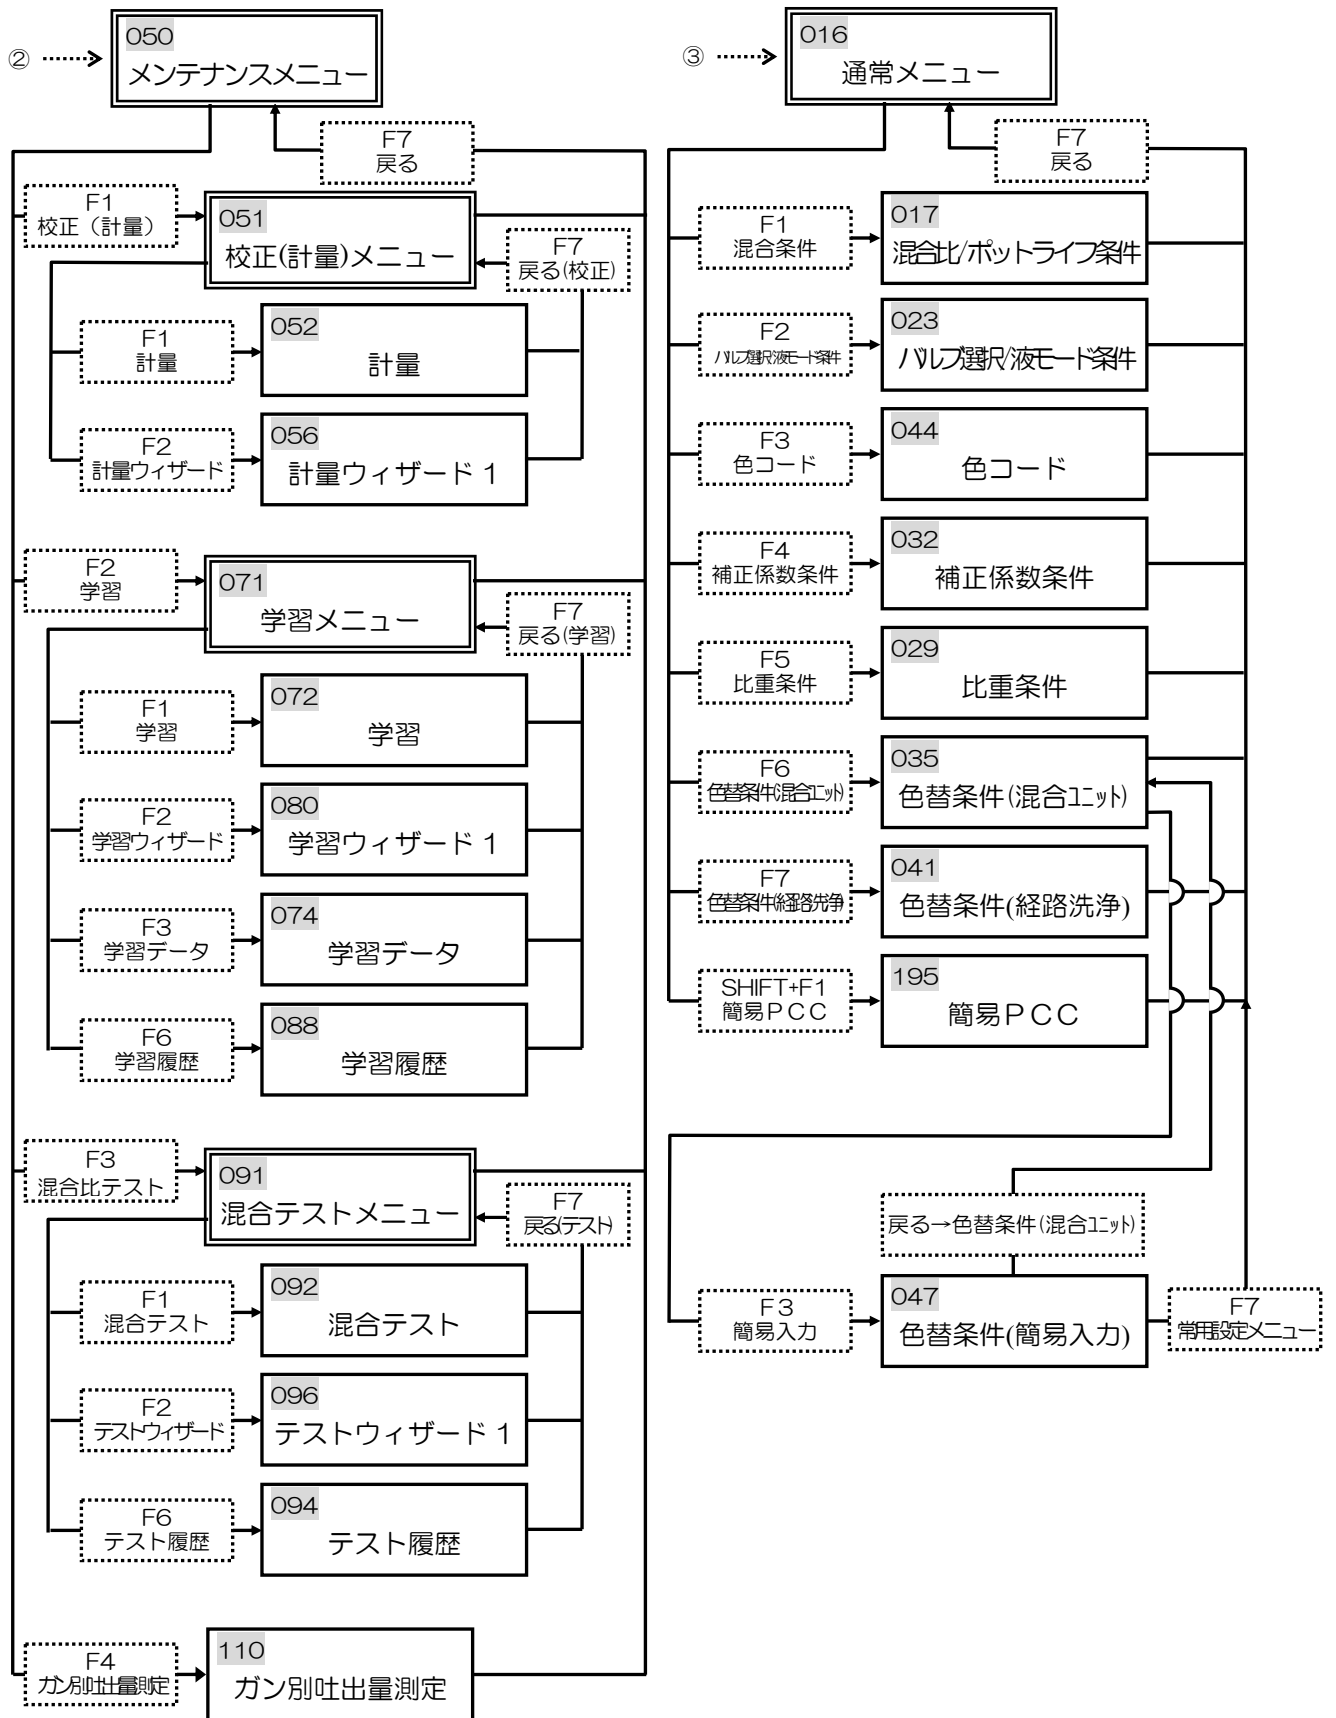 ②
050
メンテナンスメニュー
F7
戻る
F1
校正（計量）
051
校正(計量)メニュー
F7
戻る(校正)
F1
計量
052
計量
F2
計量ウィザード
056
計量ウィザード 1
F2
学習
071
学習メニュー
F7
戻る(学習)
F1
学習
072
学習
F2
学習ウィザード
080
学習ウィザード 1
F3
学習データ
074
学習データ
F6
学習履歴
088
学習履歴
F3
混合比テスト
091
混合テストメニュー
F7
戻る(テスト)
F1
混合テスト
092
混合テスト
F2
テストウィザード
096
テストウィザード 1
F6
テスト履歴
094
テスト履歴
F4
ガン別吐出量測定
110
ガン別吐出量測定
③
016
通常メニュー
F7
戻る
F1
混合条件
017
混合比/ポットライフ条件
F2
バルブ選択/液モード条件
023
バルブ選択/液モード条件
F3
色コード
044
色コード
F4
補正係数条件
032
補正係数条件
F5
比重条件
029
比重条件
F6
色替条件(混合ﾕﾆｯﾄ)
035
色替条件(混合ﾕﾆｯﾄ)
F7
色替条件(経路洗浄)
041
色替条件(経路洗浄)
SHIFT+F1
簡易ＰＣＣ
195
簡易ＰＣＣ
戻る→色替条件(混合ﾕﾆｯﾄ)
F3
簡易入力
047
色替条件(簡易入力)
F7
常用設定メニュー